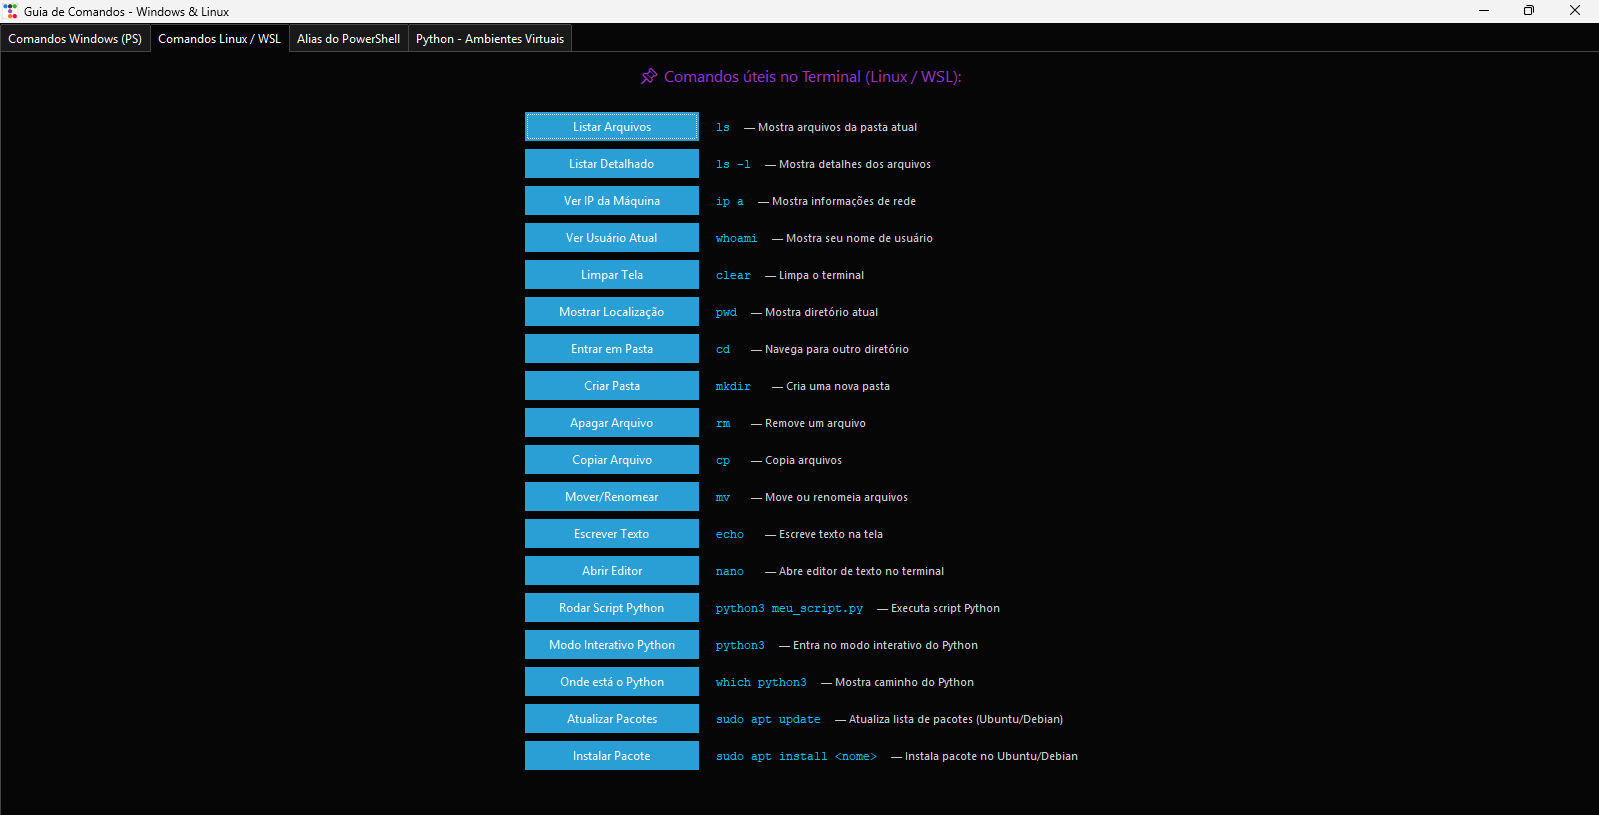 Guia de Comandos - Windows & Linux
Comandos Windows (PS) Comandos Linux / WSL Alias do PowerShell Python - Ambientes Virtuais
Comandos úteis no Terminal (Linux / WSL):
Listar Arquivos ls — Mostra arquivos da pasta atual
Listar Detalhado ls -l — Mostra detalhes dos arquivos
Ver IP da Máquina ip a — Mostra informações de rede
Ver Usuário Atual whoami — Mostra seu nome de usuário
Limpar Tela clear — Limpa o terminal
Mostrar Localização pwd — Mostra diretório atual
Entrar em Pasta cd — Navega para outro diretório
Criar Pasta mkdir — Cria uma nova pasta
Apagar Arquivo rm — Remove um arquivo
Copiar Arquivo cp — Copia arquivos
Mover/Renomear mv — Move ou renomeia arquivos
Escrever Texto echo — Escreve texto na tela
Abrir Editor nano — Abre editor de texto no terminal
Rodar Script Python python3 meu_script.py — Executa script Python
Modo Interativo Python python3 — Entra no modo interativo do Python
Onde está o Python which python3 — Mostra caminho do Python
Atualizar Pacotes sudo apt update — Atualiza lista de pacotes (Ubuntu/Debian)
Instalar Pacote sudo apt install <nome> — Instala pacote no Ubuntu/Debian